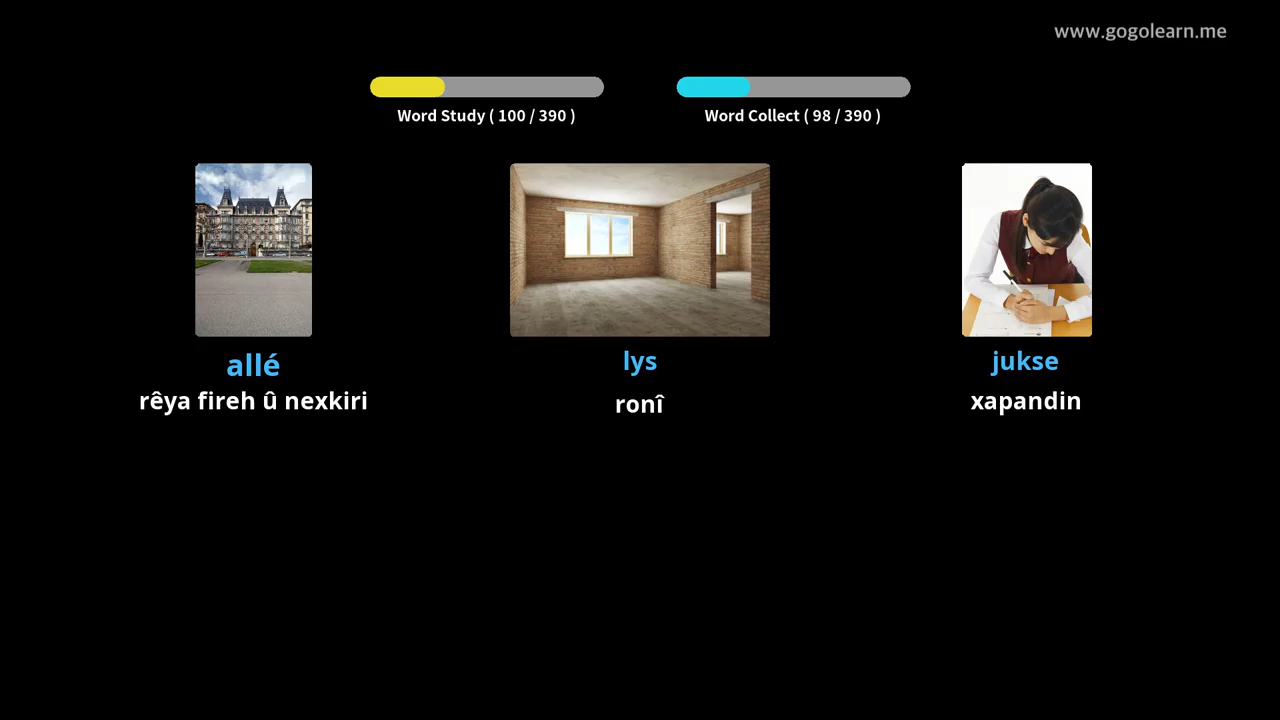 www.gogolearn.me
Word Study ( 100 / 390 )
Word Collect ( 98 / 390 )
allé
lys
jukse
rêya fireh û nexkiri
ronî
xapandin